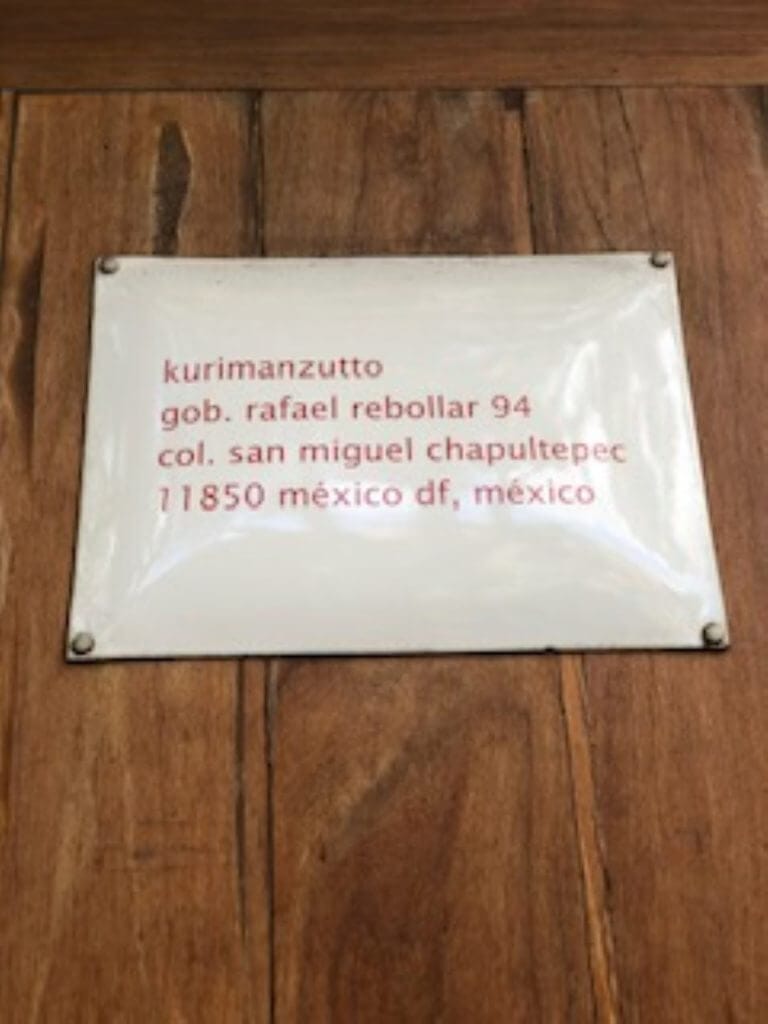 kurimanzutto
gob. rafael rebollar 94
col. san miguel chapultepec
11850 méxico df, méxico